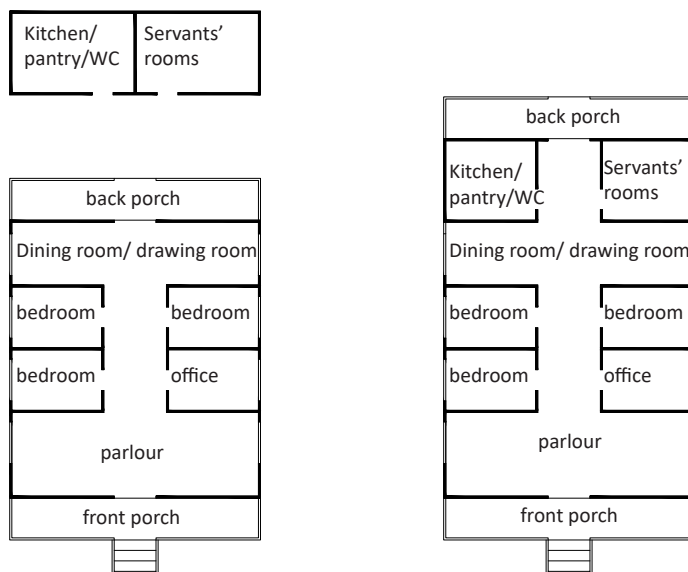 Kitchen/
pantry/WC
Servants'
rooms
back porch
Dining room/ drawing room
bedroom
bedroom
bedroom
office
parlour
front porch
back porch
Kitchen/
pantry/WC
Servants'
rooms
Dining room/ drawing room
bedroom
bedroom
bedroom
office
parlour
front porch